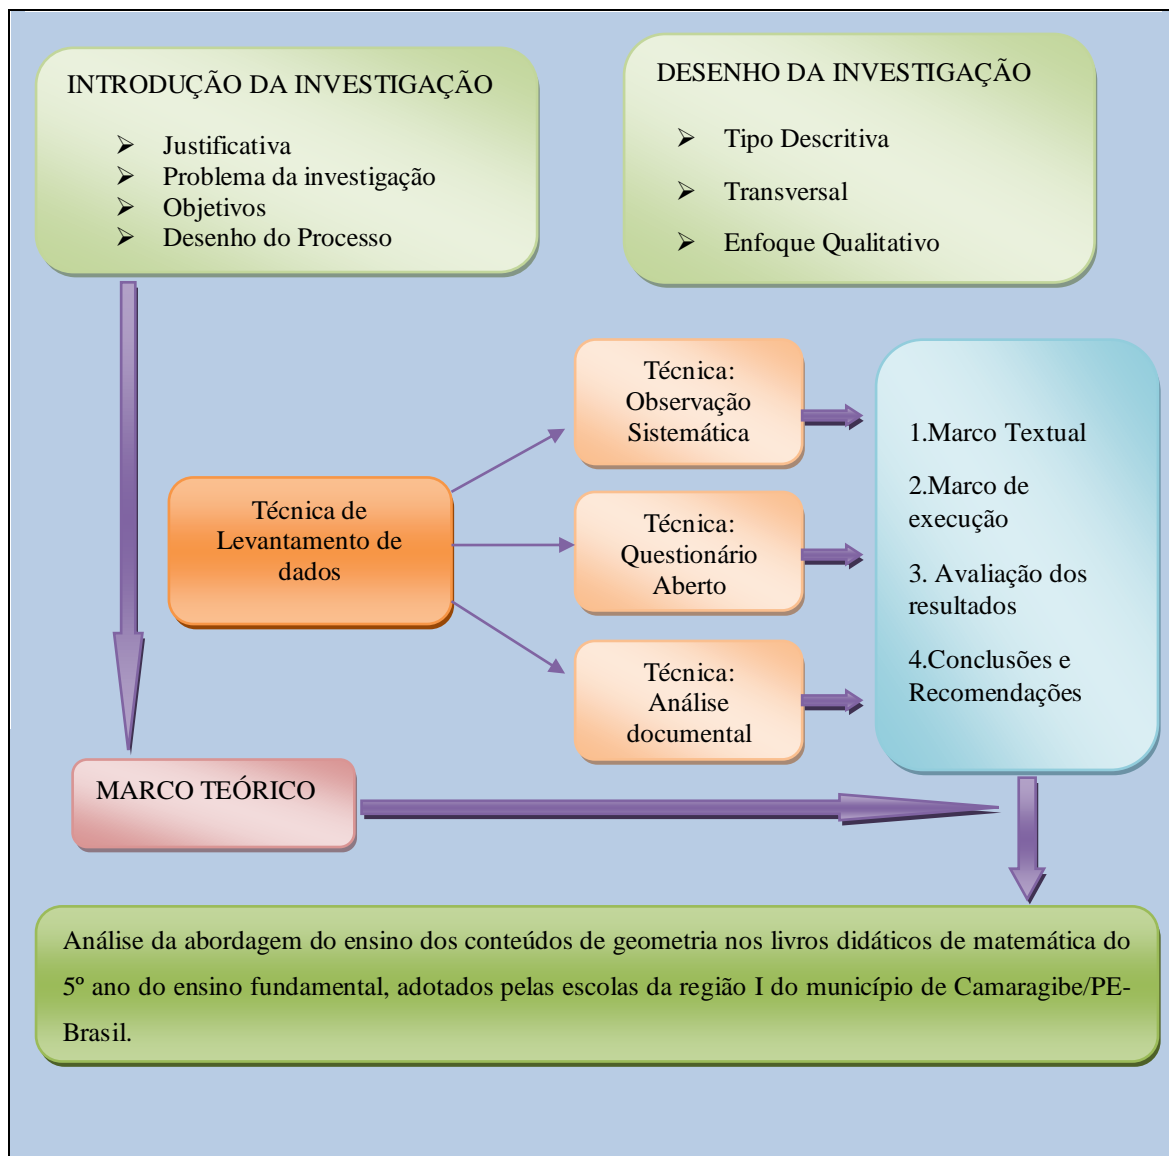 INTRODUÇÃO DA INVESTIGAÇÃO
➢ Justificativa
➢ Problema da investigação
➢ Objetivos
➢ Desenho do Processo
DESENHO DA INVESTIGAÇÃO
➢ Tipo Descritiva
➢ Transversal
➢ Enfoque Qualitativo
Técnica de
Levantamento de
dados
Técnica:
Observação
Sistemática
Técnica:
Questionário
Aberto
Técnica:
Análise
documental
1.Marco Textual
2.Marco de
execução
3. Avaliação dos
resultados
4.Conclusões e
Recomendações
MARCO TEÓRICO
Análise da abordagem do ensino dos conteúdos de geometria nos livros didáticos de matemática do
5º ano do ensino fundamental, adotados pelas escolas da região I do município de Camaragibe/PE-
Brasil.